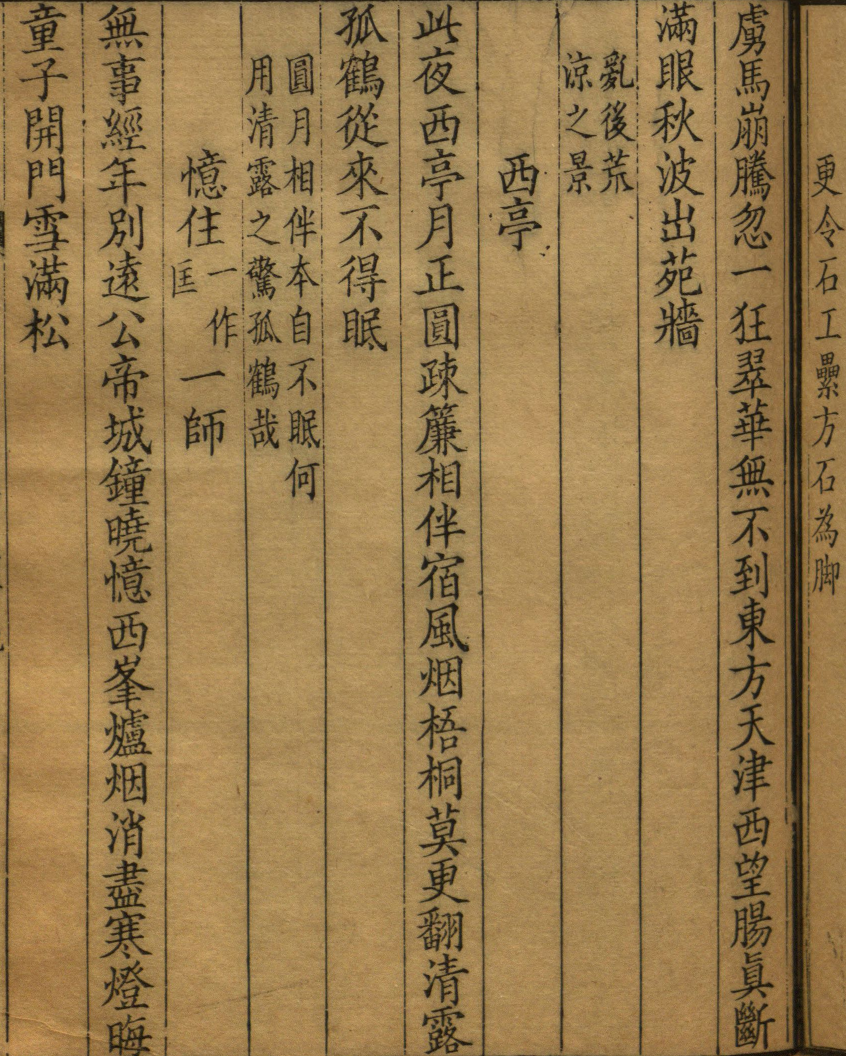 更令石工壘方石為脚
虜馬崩騰忽一狂翠華無不到東方天津西望腸眞斷
滿眼秋波出苑牆
亂後荒
涼之景
西亭
此夜西亭月正圓疎簾相伴宿風烟梧桐莫更翻清露
孤鶴從來不得眠
圓月相伴本自不眠何
用清露之驚孤鶴哉
憶住一作匡一師
無事經年別遠公帝城鐘曉憶西峯爐烟消盡寒燈晦
童子開門雪滿松